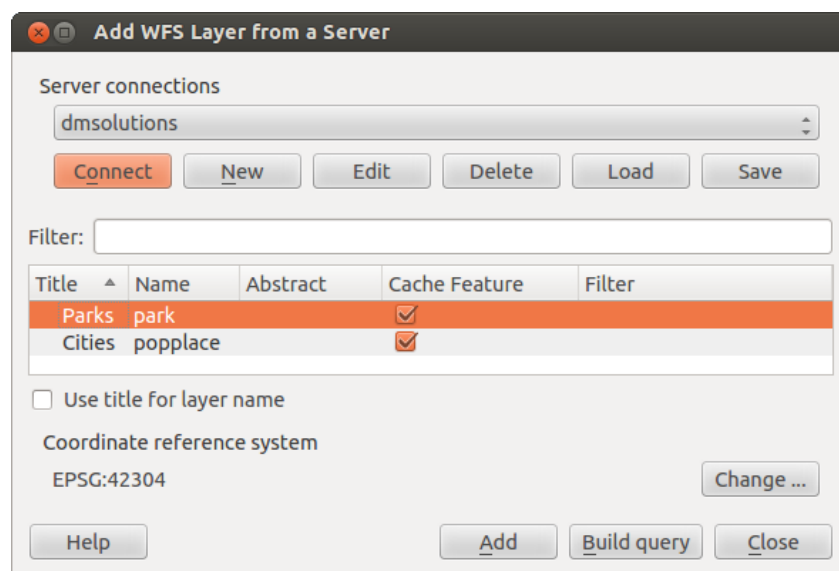 Add WFS Layer from a Server
Server connections
dmsolutions
Connect New Edit Delete Load Save
Filter:
Title Name Abstract Cache Feature Filter
Parks park
Cities popplace
Use title for layer name
Coordinate reference system
EPSG:42304
Change ...
Help Add Build query Close